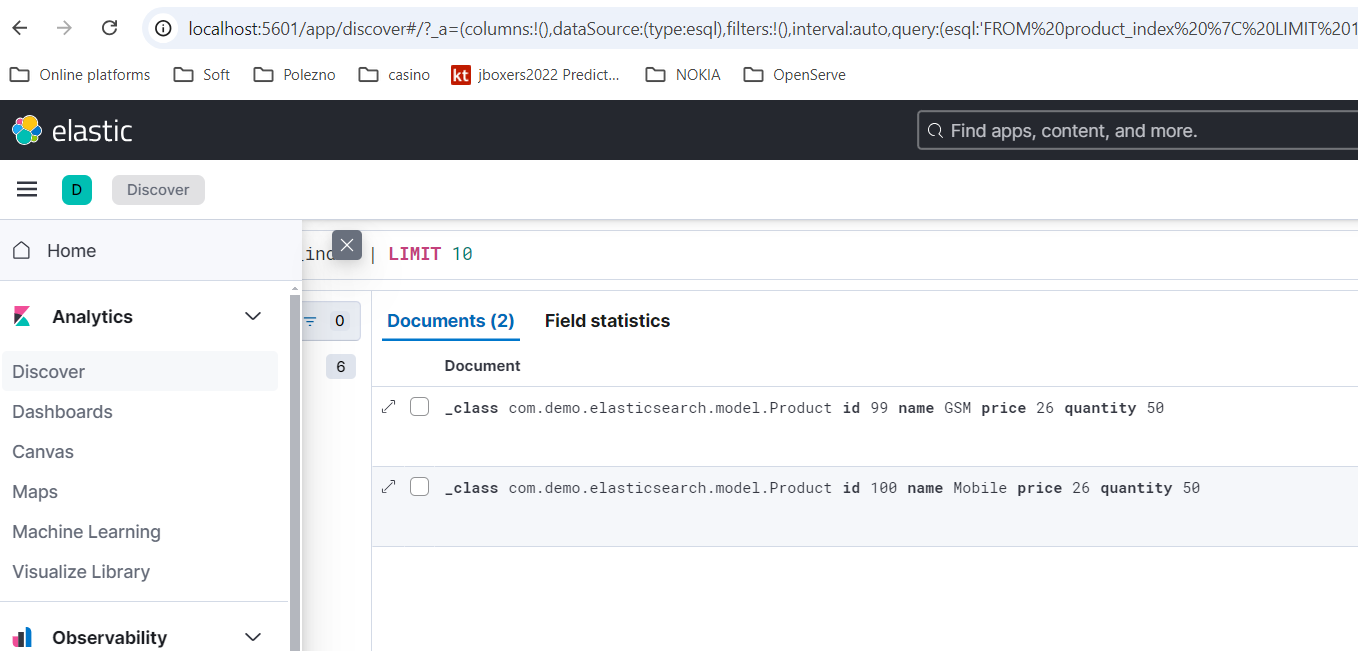 localhost:5601/app/discover#/?_a=(columns:!(),dataSource:(type:esql),filters:!(),interval:auto,query:(esql:'FROM%20product_index%20%7C%20LIMIT%201
Online platforms Soft Polezno casino kt jboxers2022 Predict... NOKIA OpenServe
elastic Find apps, content, and more.
D Discover
Home
| LIMIT 10
Analytics
0
Documents (2) Field statistics
6
Document
Discover
_class com.demo.elasticsearch.model.Product id 99 name GSM price 26 quantity 50
Dashboards
Canvas
Maps
_class com.demo.elasticsearch.model.Product id 100 name Mobile price 26 quantity 50
Machine Learning
Visualize Library
Observability